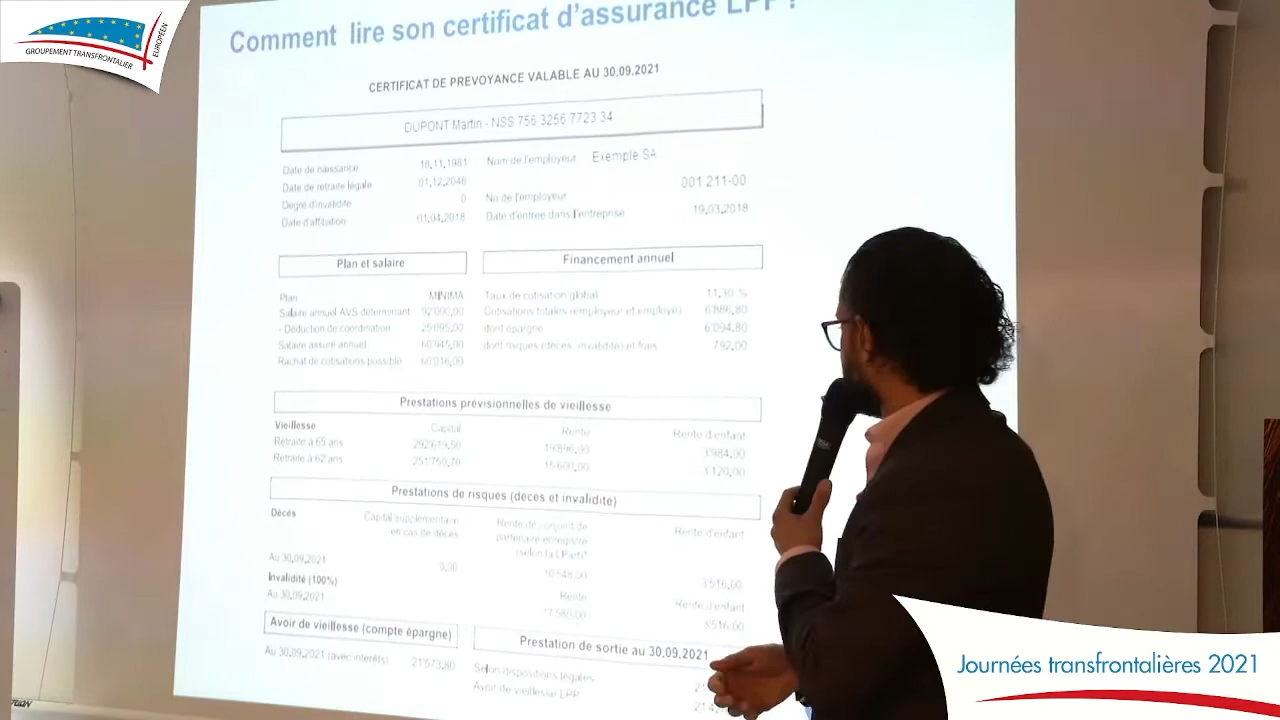 GROUPEMENT TRANSFRONTALIER
EUROPÉEN
Comment lire son certificat d'assurance LPP ?
CERTIFICAT DE PREVOYANCE VALABLE AU 30.09.2021
DUPONT Martin - NSS 756 3256 7723 34
Date de naissance 18.11.1981 Nom de l'employeur Exemple SA
Date de retraite légale 01.12.2046 001 211-00
Degré d'invalidité 0 No de l'employeur
Date d'affiliation 01.04.2018 Date d'entrée dans l'entreprise 19.03.2018
Plan et salaire Financement annuel
Plan MINIMA Taux de cotisation global 11,30 %
Salaire annuel AVS déterminant 92'000,00 Cotisations totales (employeur et employé) 6'886,80
- Déduction de coordination 25'095,00 dont épargne 6'094,80
Salaire assuré annuel 60'945,00 dont risques (décès, invalidité) et frais 792,00
Rachat de cotisations possible 60'016,00
Prestations prévisionnelles de vieillesse
Vieillesse Capital Rente Rente d'enfant
Retraite à 65 ans 292'619,50 19'896,00 3'984,00
Retraite à 62 ans 251'750,70 15'600,00 3'120,00
Prestations de risques (décès et invalidité)
Décès Capital supplémentaire en cas de décès Rente de conjoint de partenaire enregistré (selon la LPart)* Rente d'enfant
Au 30.09.2021 0,00 10'548,00 3'516,00
Invalidité (100%) Rente Rente d'enfant
Au 30.09.2021 17'580,00 3'516,00
Avoir de vieillesse (compte épargne) Prestation de sortie au 30.09.2021
Au 30.09.2021 (avec intérêts) 21'573,80 Selon dispositions légales
Avoir de vieillesse LPP
Journées transfrontalières 2021